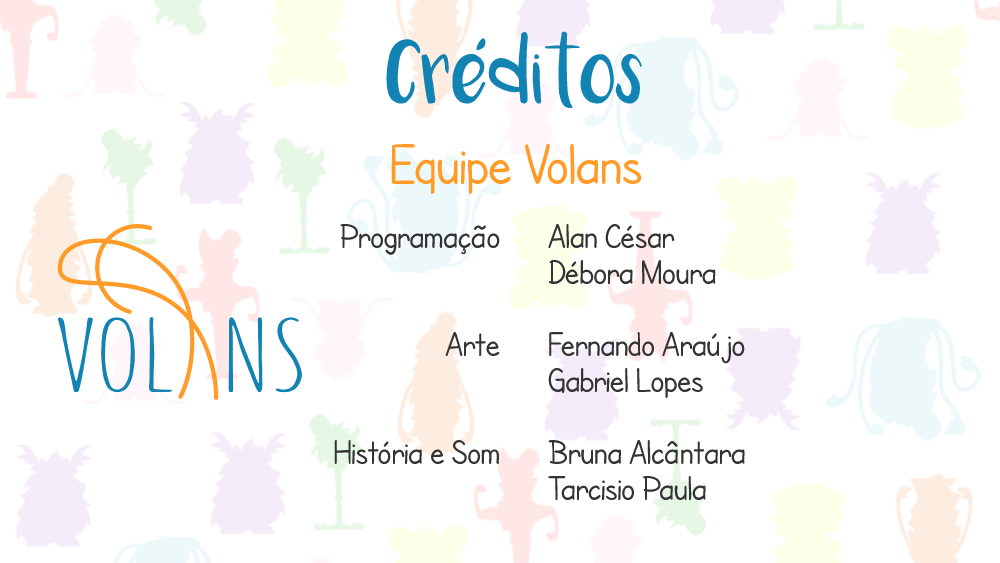 Créditos
Equipe Volans
VOLANS
Programação
Alan César
Débora Moura
Arte
Fernando Araújo
Gabriel Lopes
História e Som
Bruna Alcântara
Tarcisio Paula